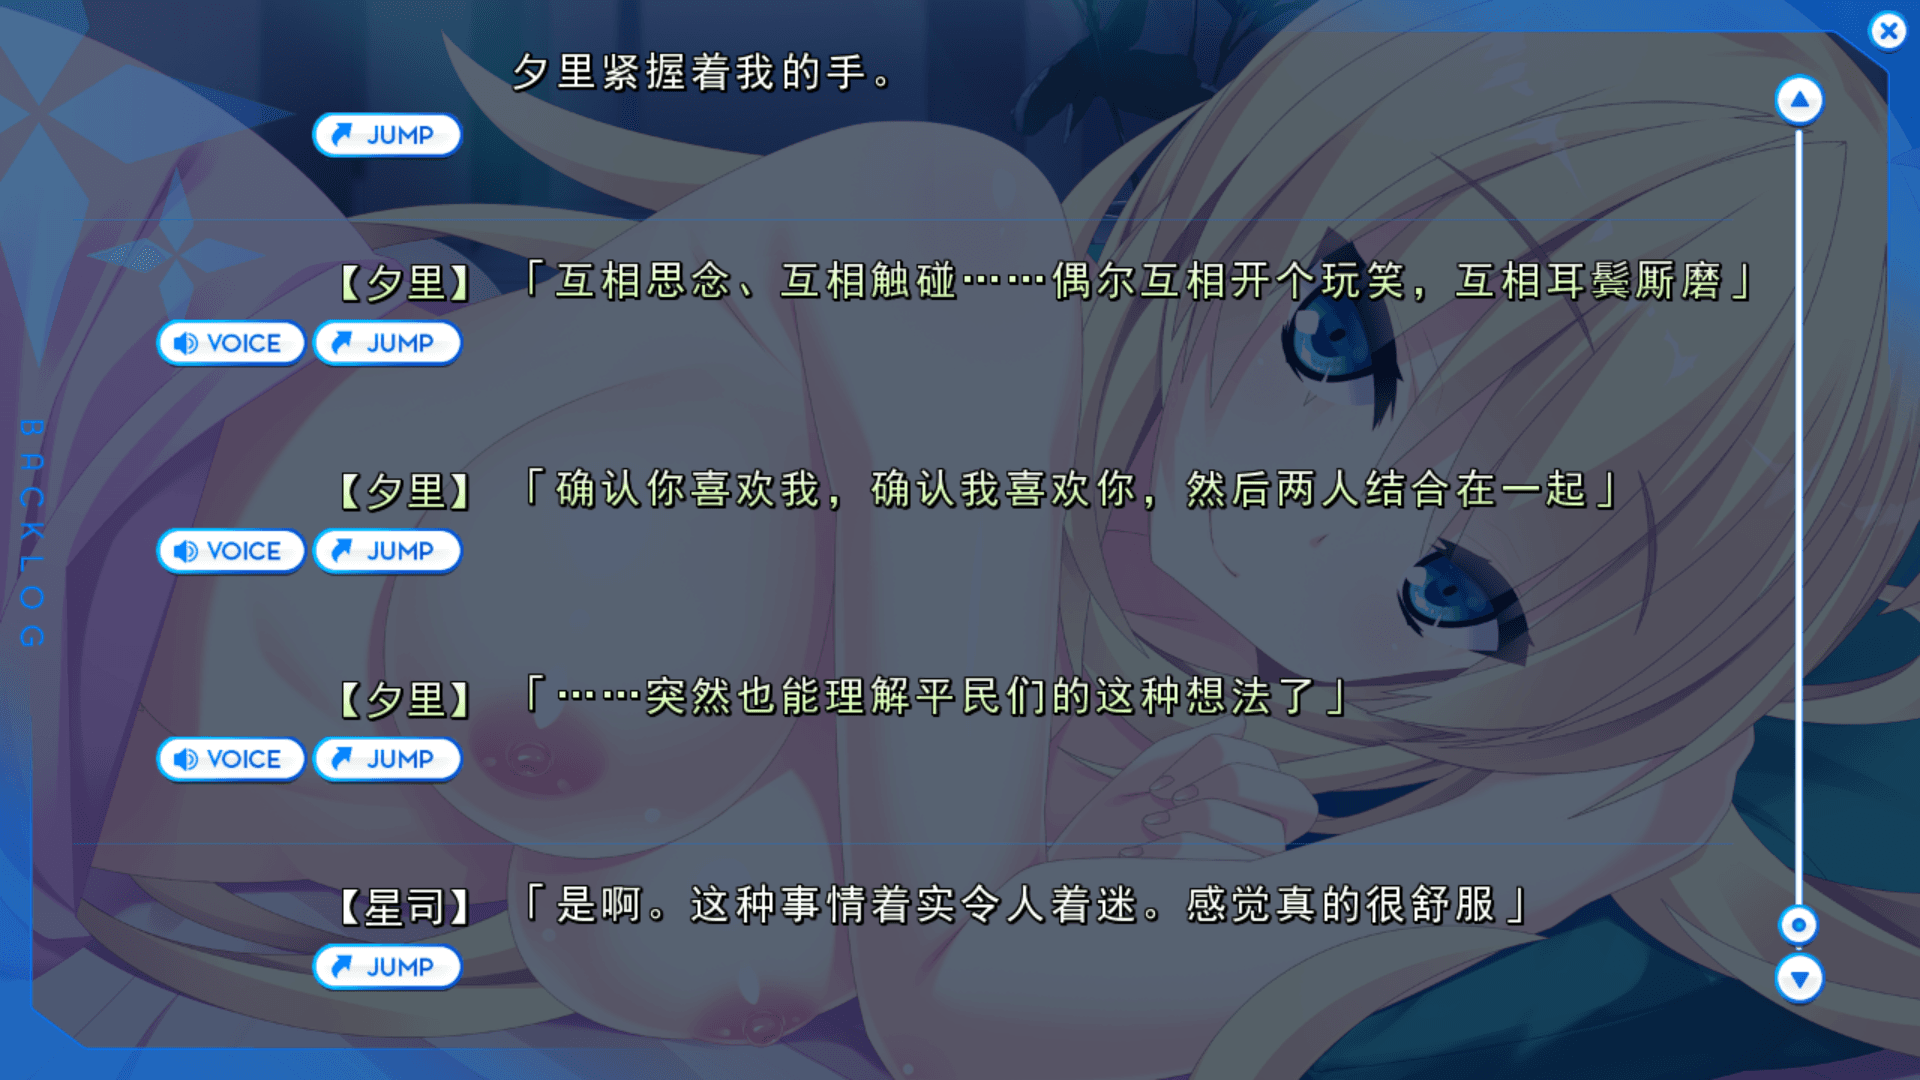 夕里紧握着我的手。
JUMP
【夕里】 「互相思念、互相触碰……偶尔互相开个玩笑，互相耳鬓厮磨」
VOICE JUMP
【夕里】 「确认你喜欢我，确认我喜欢你，然后两人结合在一起」
VOICE JUMP
【夕里】 「……突然也能理解平民们的这种想法了」
VOICE JUMP
【星司】 「是啊。这种事情着实令人着迷。感觉真的很舒服」
JUMP
BACKLOG